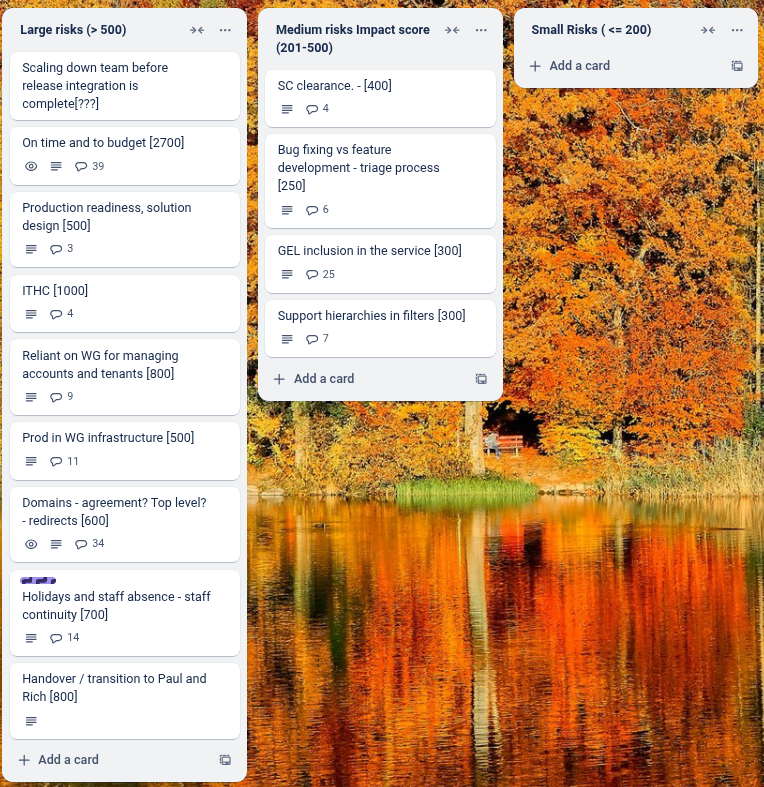 Large risks (> 500)
Scaling down team before
release integration is
complete[???]
On time and to budget [2700]
39
Production readiness, solution
design [500]
3
ITHC [1000]
4
Reliant on WG for managing
accounts and tenants [800]
9
Prod in WG infrastructure [500]
11
Domains - agreement? Top level?
- redirects [600]
34
Holidays and staff absence - staff
continuity [700]
14
Handover / transition to Paul and
Rich [800]
Add a card
Medium risks Impact score
(201-500)
SC clearance. - [400]
4
Bug fixing vs feature
development - triage process
[250]
6
GEL inclusion in the service [300]
25
Support hierarchies in filters [300]
7
Add a card
Small Risks ( <= 200)
Add a card